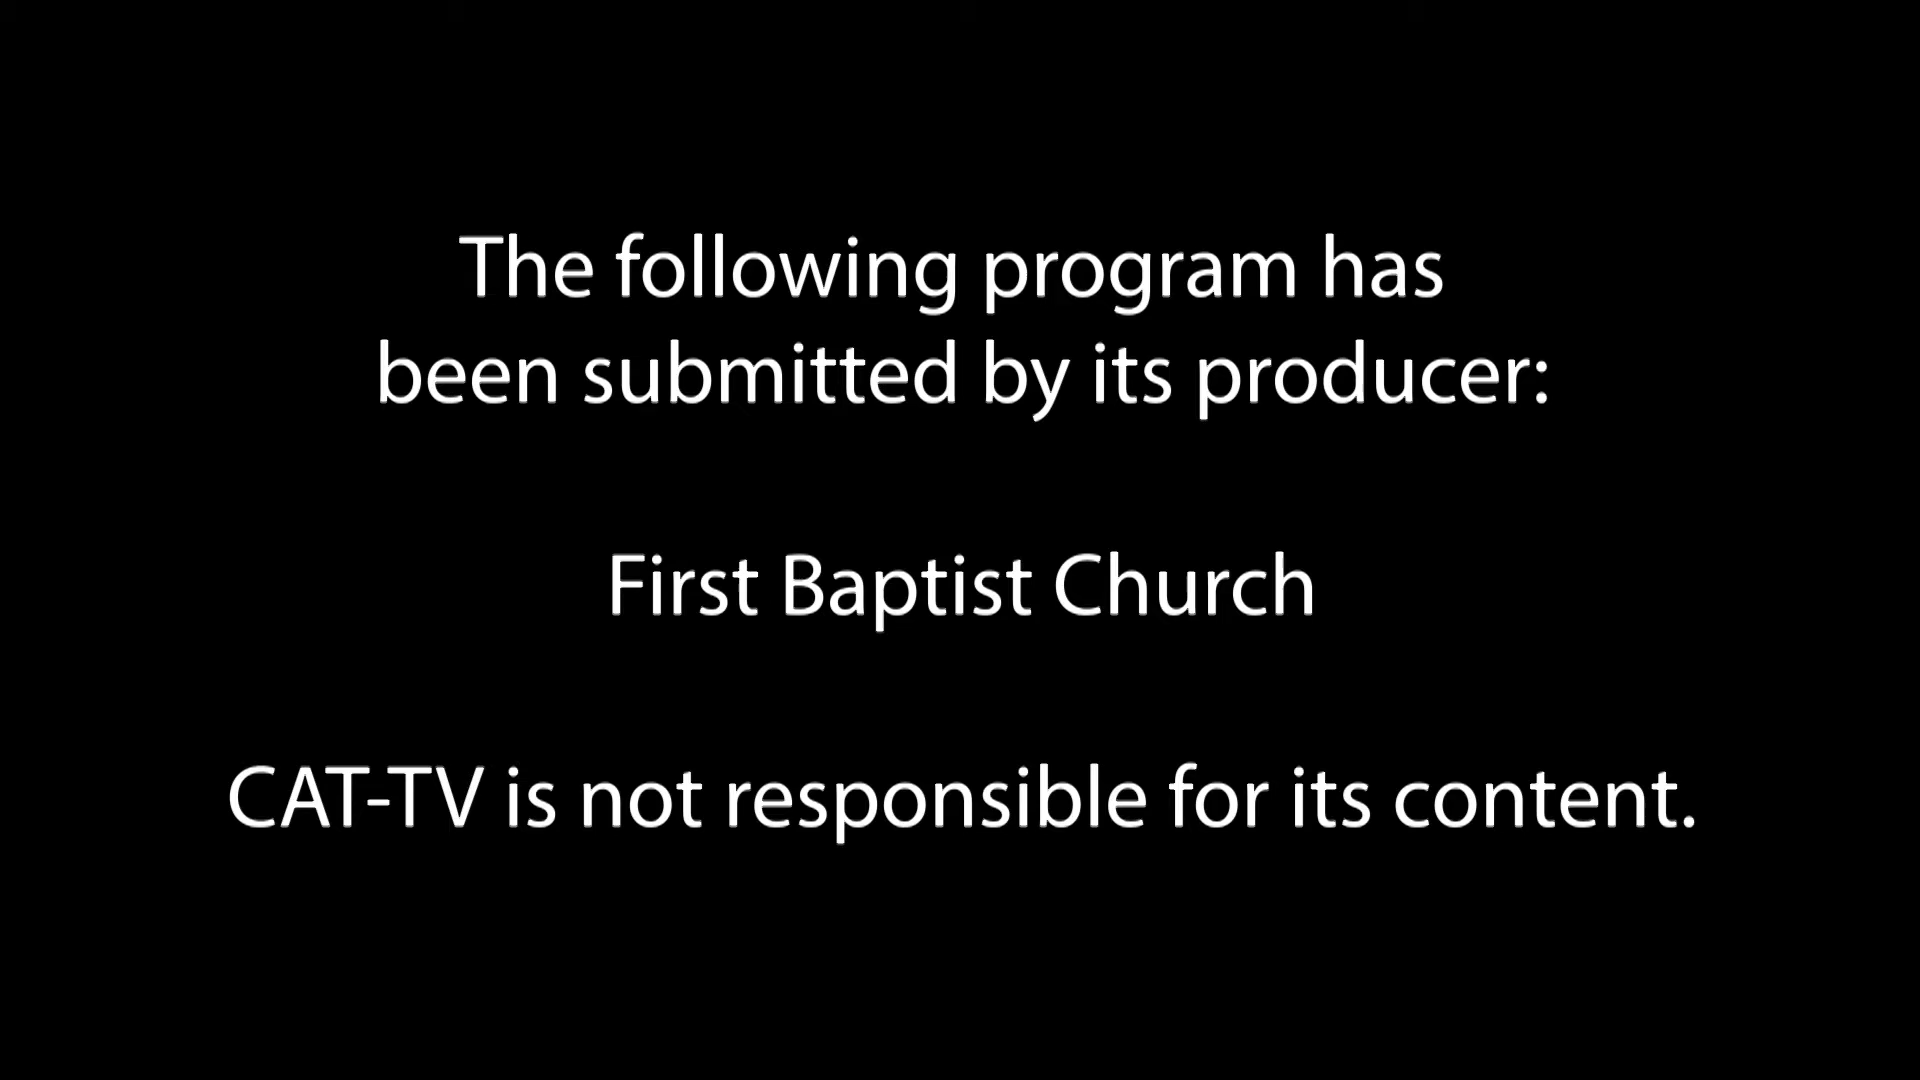 The following program has
been submitted by its producer:
First Baptist Church
CAT-TV is not responsible for its content.